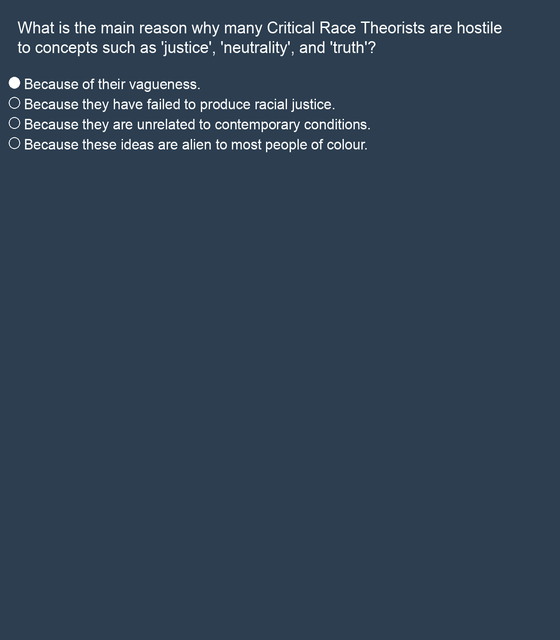 What is the main reason why many Critical Race Theorists are hostile
to concepts such as 'justice', 'neutrality', and 'truth'?
Because of their vagueness.
Because they have failed to produce racial justice.
Because they are unrelated to contemporary conditions.
Because these ideas are alien to most people of colour.